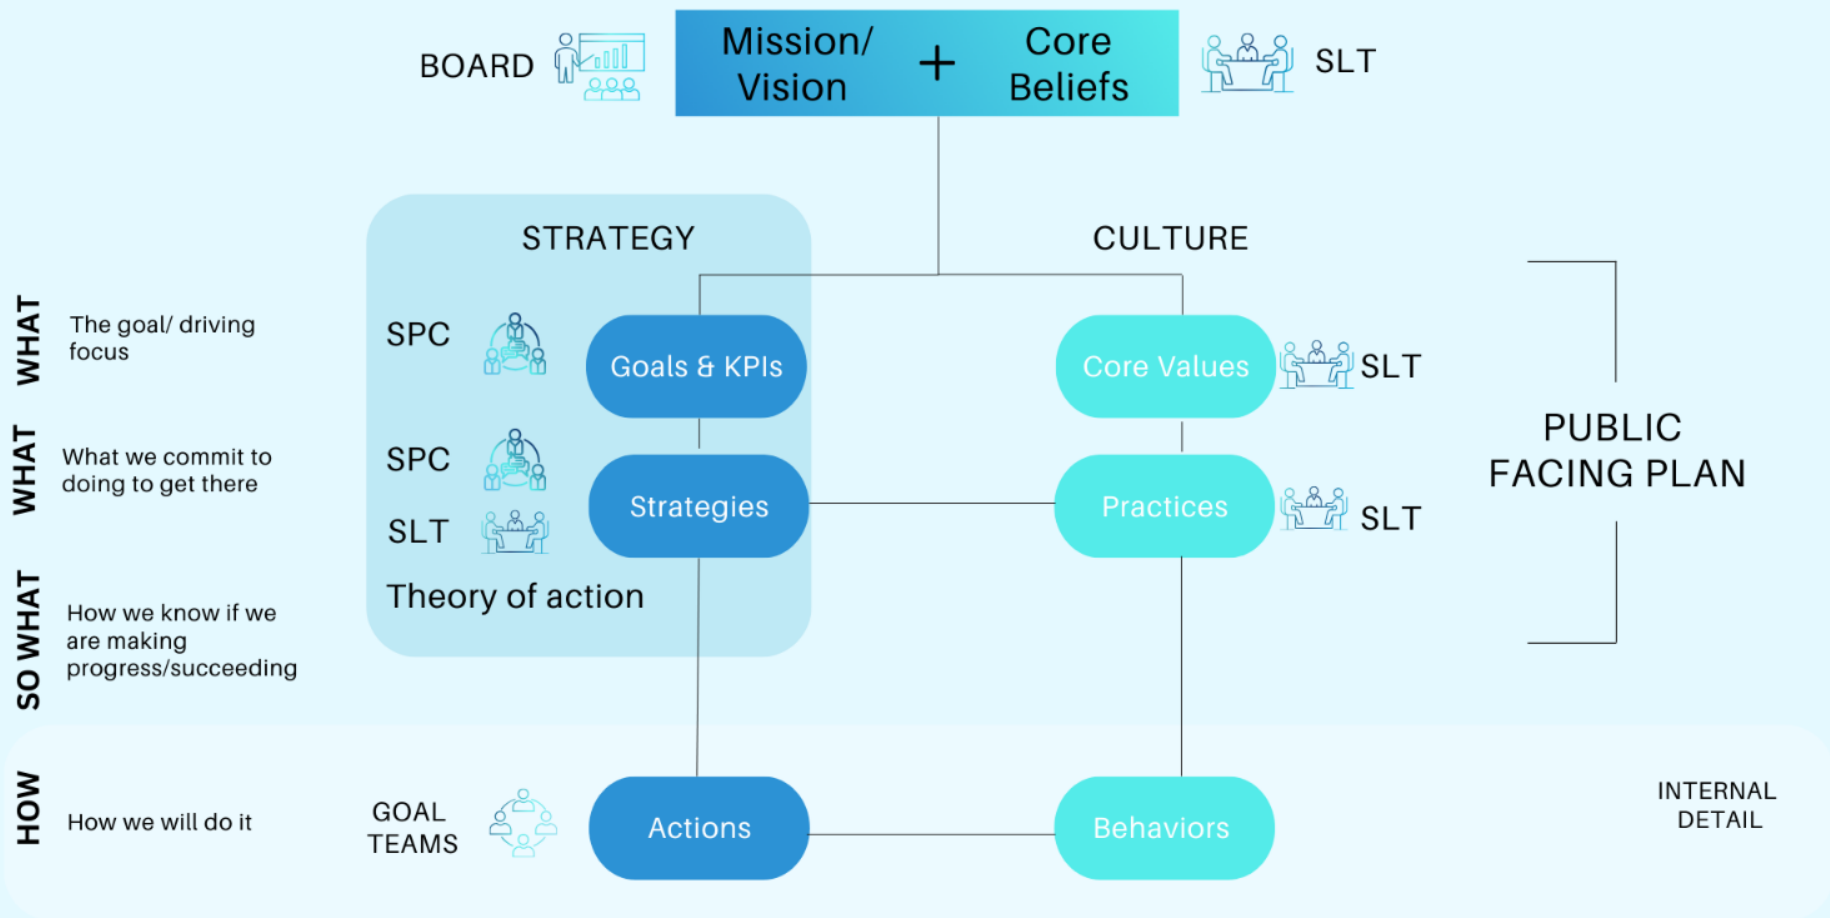 BOARD
Mission/
Vision
+
Core
Beliefs
SLT
STRATEGY
CULTURE
WHAT
The goal/ driving
focus
SPC
Goals & KPIs
Core Values
SLT
WHAT
What we commit to
doing to get there
SPC
SLT
Strategies
Practices
SLT
Theory of action
PUBLIC
FACING PLAN
SO WHAT
How we know if we
are making
progress/succeeding
HOW
How we will do it
GOAL
TEAMS
Actions
Behaviors
INTERNAL
DETAIL